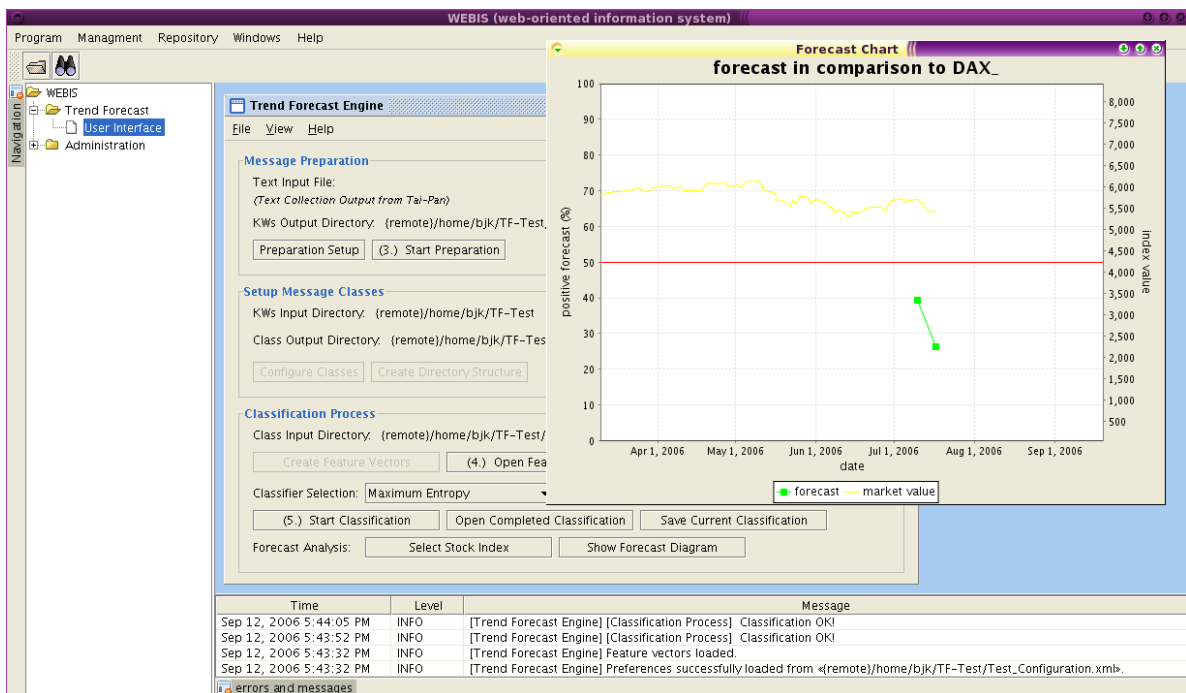 WEBIS (web-oriented information system)
Program Managment Repository Windows Help
Navigation
WEBIS
Trend Forecast
User Interface
Administration
Trend Forecast Engine
File View Help
Message Preparation
Text Input File:
(Text Collection Output from Tai-Pan)
KWs Output Directory: {remote}/home/bjk/TF-Test
Preparation Setup (3.) Start Preparation
Setup Message Classes
KWs Input Directory: {remote}/home/bjk/TF-Test
Class Output Directory: {remote}/home/bjk/TF-Tes
Configure Classes Create Directory Structure
Classification Process
Class Input Directory: {remote}/home/bjk/TF-Test/
Create Feature Vectors (4.) Open Fea
Classifier Selection: Maximum Entropy
(5.) Start Classification Open Completed Classification Save Current Classification
Forecast Analysis: Select Stock Index Show Forecast Diagram
Forecast Chart
forecast in comparison to DAX_
positive forecast (%)
100
90
80
70
60
50
40
30
20
10
0
8,000
7,500
7,000
6,500
6,000
5,500
5,000
4,500
4,000
3,500
3,000
2,500
2,000
1,500
1,000
500
index value
Apr 1, 2006 May 1, 2006 Jun 1, 2006 Jul 1, 2006 Aug 1, 2006 Sep 1, 2006
date
forecast market value
Time Level Message
Sep 12, 2006 5:44:05 PM INFO [Trend Forecast Engine] [Classification Process] Classification OK!
Sep 12, 2006 5:43:52 PM INFO [Trend Forecast Engine] [Classification Process] Classification OK!
Sep 12, 2006 5:43:32 PM INFO [Trend Forecast Engine] Feature vectors loaded.
Sep 12, 2006 5:43:32 PM INFO [Trend Forecast Engine] Preferences successfully loaded from «{remote}/home/bjk/TF-Test/Test_Configuration.xml».
errors and messages